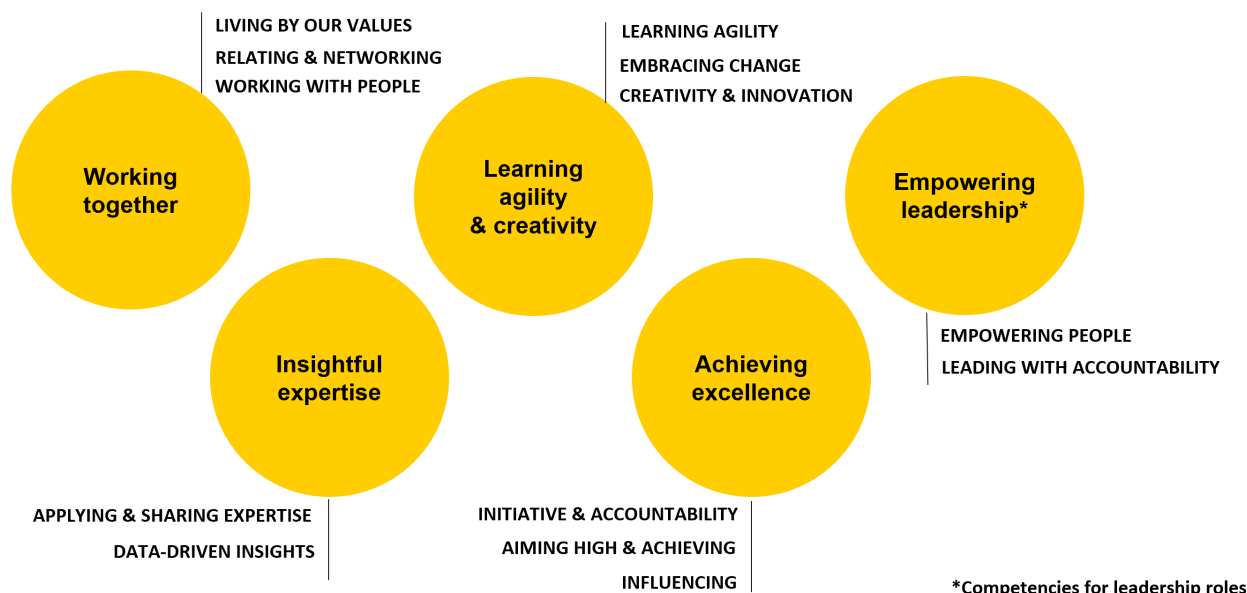 LIVING BY OUR VALUES
RELATING & NETWORKING
WORKING WITH PEOPLE
Working
together
LEARNING AGILITY
EMBRACING CHANGE
CREATIVITY & INNOVATION
Learning
agility
& creativity
Empowering
leadership*
EMPOWERING PEOPLE
LEADING WITH ACCOUNTABILITY
Insightful
expertise
APPLYING & SHARING EXPERTISE
DATA-DRIVEN INSIGHTS
Achieving
excellence
INITIATIVE & ACCOUNTABILITY
AIMING HIGH & ACHIEVING
INFLUENCING
*Competencies for leadership roles